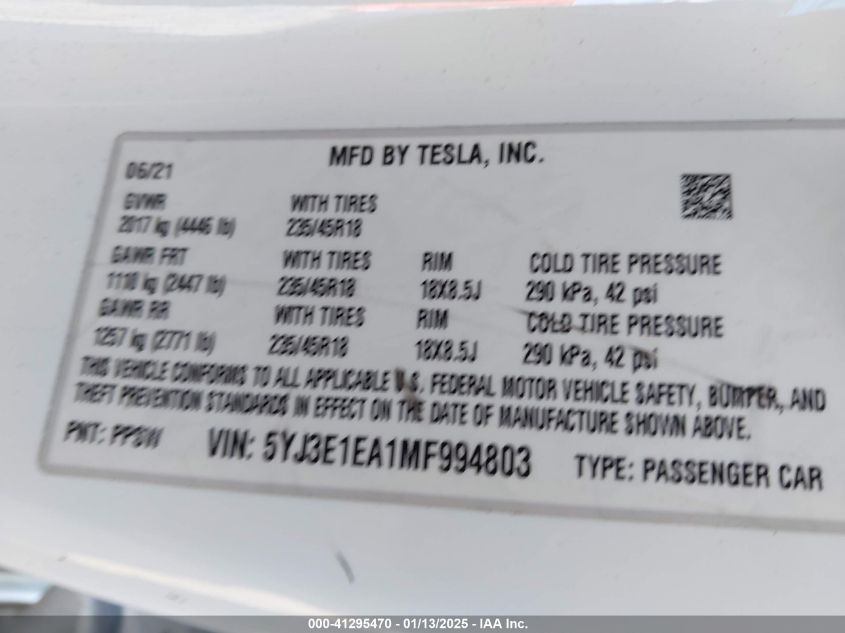 MFD BY TESLA, INC.
06/21
GVWR WITH TIRES
2017 kg (4446 lb) 235/45R18
GAWR FRT WITH TIRES RIM COLD TIRE PRESSURE
1110 kg (2447 lb) 235/45R18 18X8.5J 290 kPa, 42 psi
GAWR RR WITH TIRES RIM COLD TIRE PRESSURE
1257 kg (2771 lb) 235/45R18 18X8.5J 290 kPa, 42 psi
THIS VEHICLE CONFORMS TO ALL APPLICABLE U.S. FEDERAL MOTOR VEHICLE SAFETY, BUMPER, AND
THEFT PREVENTION STANDARDS IN EFFECT ON THE DATE OF MANUFACTURE SHOWN ABOVE.
PNT: PPSW VIN: 5YJ3E1EA1MF994803 TYPE: PASSENGER CAR
000-41295470 - 01/13/2025 - IAA Inc.